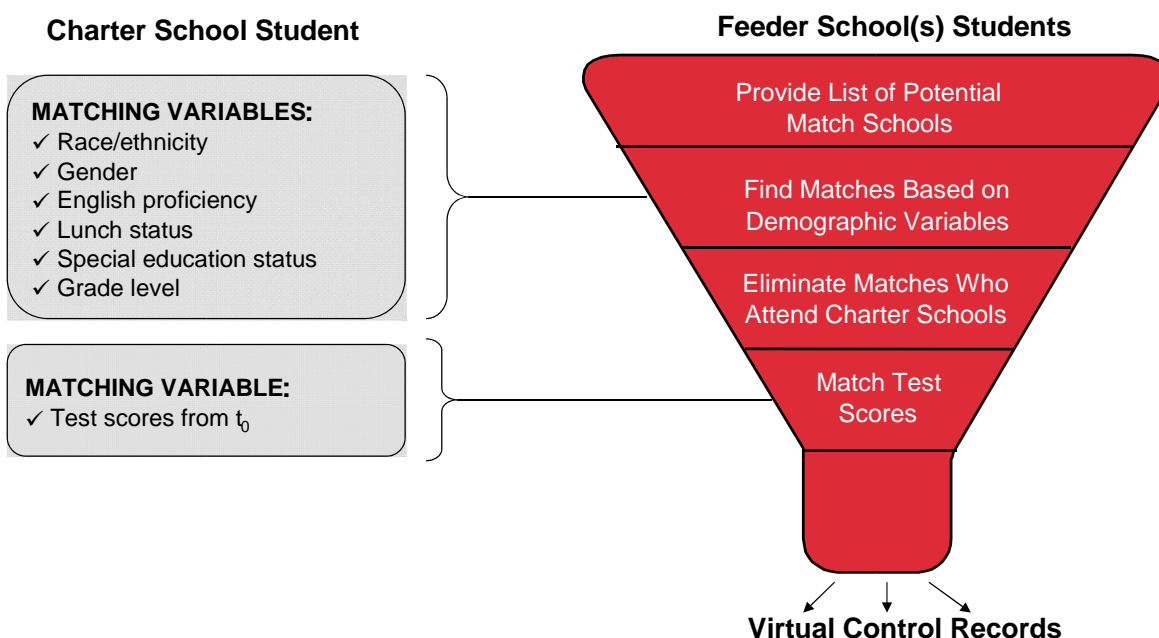 Charter School Student
MATCHING VARIABLES:
✓ Race/ethnicity
✓ Gender
✓ English proficiency
✓ Lunch status
✓ Special education status
✓ Grade level
MATCHING VARIABLE:
✓ Test scores from t₀
Feeder School(s) Students
Provide List of Potential
Match Schools
Find Matches Based on
Demographic Variables
Eliminate Matches Who
Attend Charter Schools
Match Test
Scores
Virtual Control Records